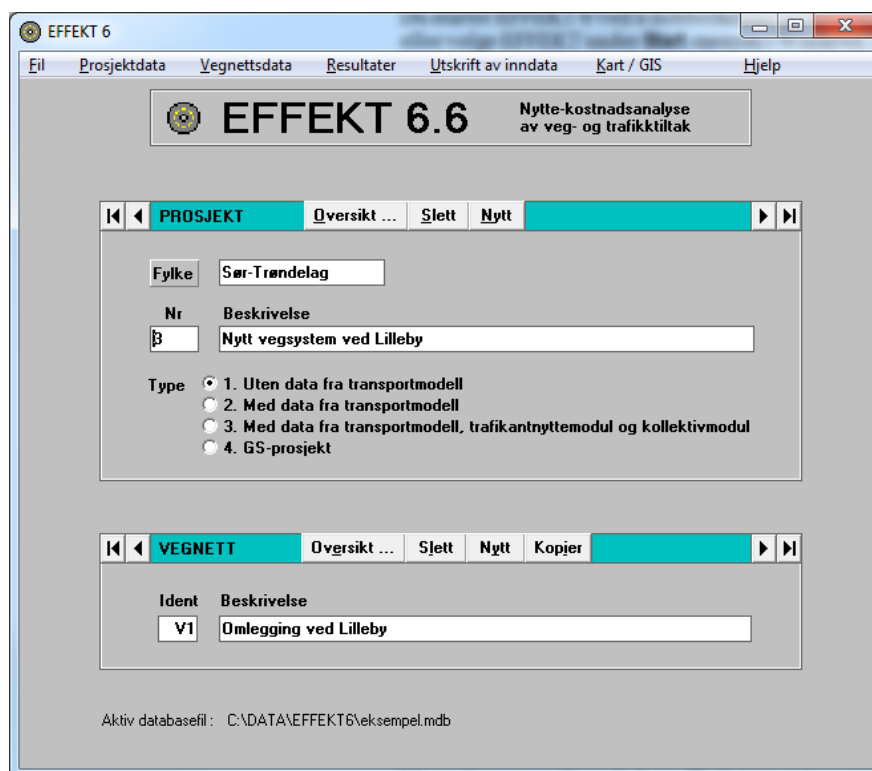 EFFEKT 6
Fil Prosjektdata Vegnettsdata Resultater Utskrift av inndata Kart / GIS Hjelp
EFFEKT 6.6
Nytte-kostnadsanalyse
av veg- og trafikktiltak
PROSJEKT Oversikt ... Slett Nytt
Fylke Sør-Trøndelag
Nr Beskrivelse
3 Nytt vegsystem ved Lilleby
Type 1. Uten data fra transportmodell
2. Med data fra transportmodell
3. Med data fra transportmodell, trafikantnyttemodul og kollektivmodul
4. GS-prosjekt
VEGNETT Oversikt ... Slett Nytt Kopier
Ident Beskrivelse
V1 Omlegging ved Lilleby
Aktiv databasefil : C:\DATA\EFFEKT6\eksempel.mdb